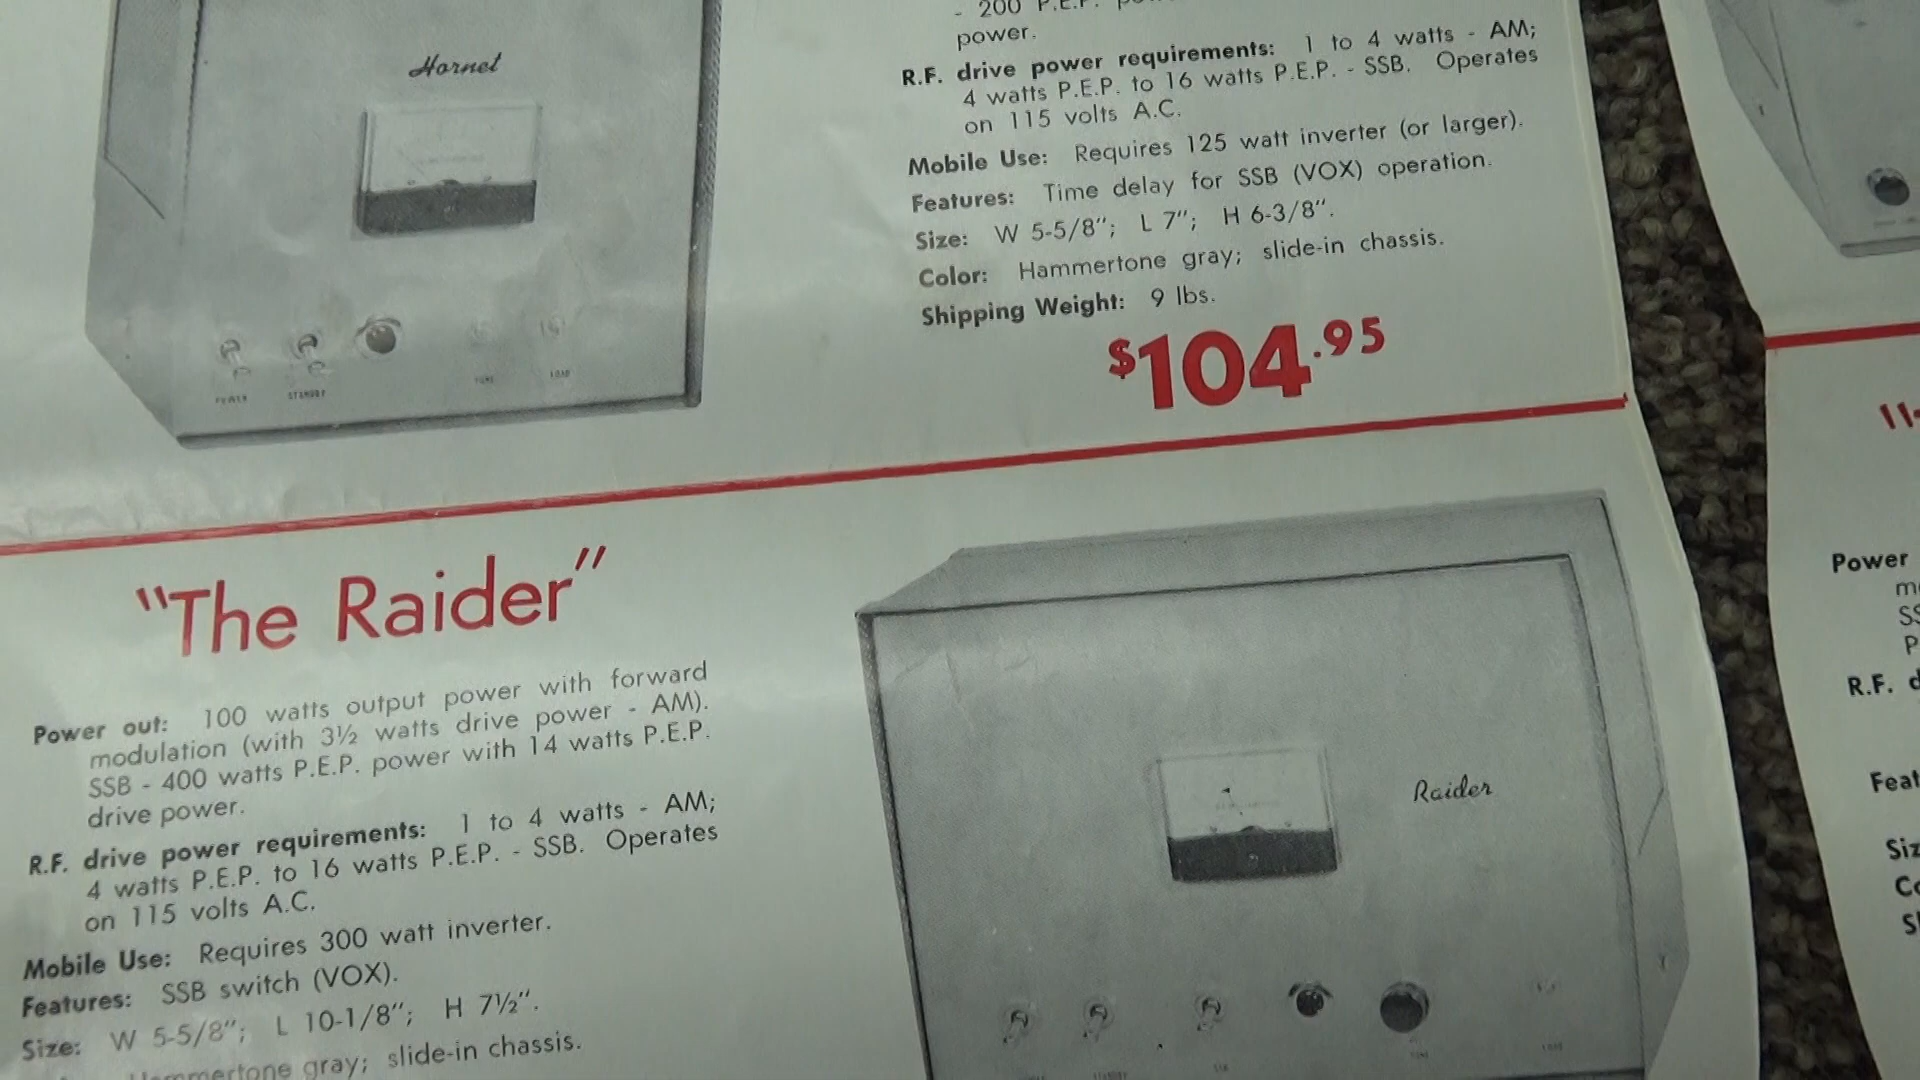 Hornet
POWER
STANDBY
TUNE
LOAD
- 200 P.E.P.
power.
R.F. drive power requirements: 1 to 4 watts - AM;
4 watts P.E.P. to 16 watts P.E.P. - SSB. Operates
on 115 volts A.C.
Mobile Use: Requires 125 watt inverter (or larger).
Features: Time delay for SSB (VOX) operation.
Size: W 5-5/8"; L 7"; H 6-3/8".
Color: Hammertone gray; slide-in chassis.
Shipping Weight: 9 lbs.
$104.95
"The Raider"
Power out: 100 watts output power with forward
modulation (with 3½ watts drive power - AM).
SSB - 400 watts P.E.P. power with 14 watts P.E.P.
drive power.
R.F. drive power requirements: 1 to 4 watts - AM;
4 watts P.E.P. to 16 watts P.E.P. - SSB. Operates
on 115 volts A.C.
Mobile Use: Requires 300 watt inverter.
Features: SSB switch (VOX).
Size: W 5-5/8"; L 10-1/8"; H 7½".
Hammertone gray; slide-in chassis.
Raider
Power
R.F.